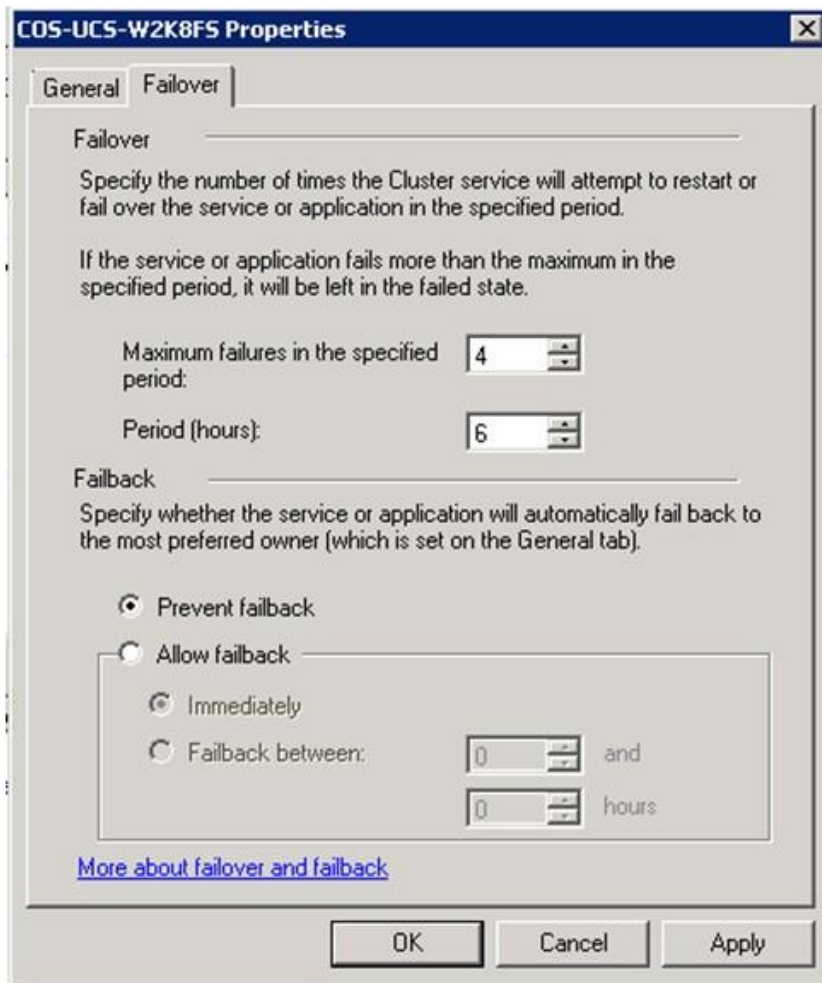 COS-UCS-W2K8FS Properties
General
Failover
Failover
Specify the number of times the Cluster service will attempt to restart or
fail over the service or application in the specified period.
If the service or application fails more than the maximum in the
specified period, it will be left in the failed state.
Maximum failures in the specified
period:
4
Period (hours):
6
Failback
Specify whether the service or application will automatically fail back to
the most preferred owner (which is set on the General tab).
Prevent failback
Allow failback
Immediately
Failback between:
0
and
0
hours
More about failover and failback
OK
Cancel
Apply